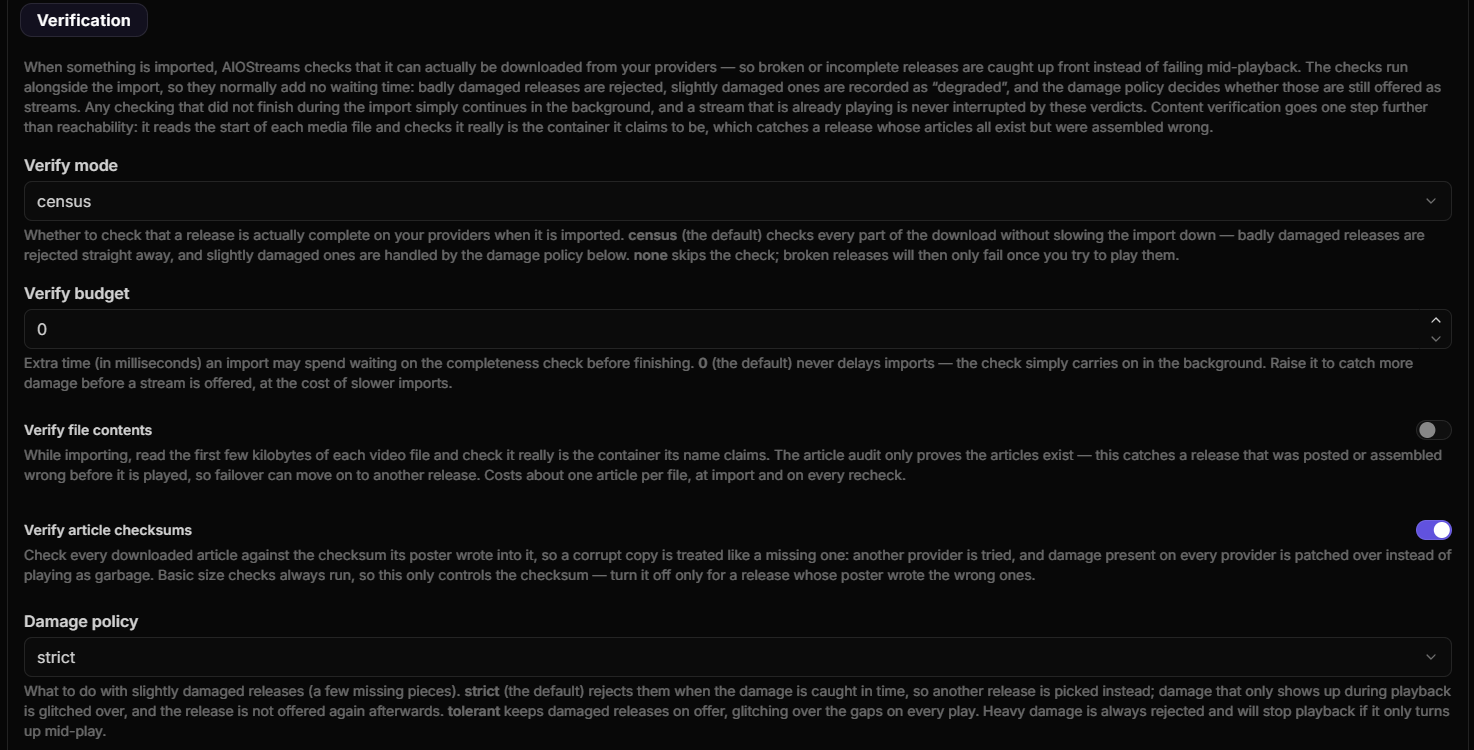 Verification
When something is imported, AIOStreams checks that it can actually be downloaded from your providers — so broken or incomplete releases are caught up front instead of failing mid-playback. The checks run
alongside the import, so they normally add no waiting time: badly damaged releases are rejected, slightly damaged ones are recorded as “degraded”, and the damage policy decides whether those are still offered as
streams. Any checking that did not finish during the import simply continues in the background, and a stream that is already playing is never interrupted by these verdicts. Content verification goes one step further
than reachability: it reads the start of each media file and checks it really is the container it claims to be, which catches a release whose articles all exist but were assembled wrong.
Verify mode
census
Whether to check that a release is actually complete on your providers when it is imported. census (the default) checks every part of the download without slowing the import down — badly damaged releases are
rejected straight away, and slightly damaged ones are handled by the damage policy below. none skips the check; broken releases will then only fail once you try to play them.
Verify budget
0
Extra time (in milliseconds) an import may spend waiting on the completeness check before finishing. 0 (the default) never delays imports — the check simply carries on in the background. Raise it to catch more
damage before a stream is offered, at the cost of slower imports.
Verify file contents
While importing, read the first few kilobytes of each video file and check it really is the container its name claims. The article audit only proves the articles exist — this catches a release that was posted or assembled
wrong before it is played, so failover can move on to another release. Costs about one article per file, at import and on every recheck.
Verify article checksums
Check every downloaded article against the checksum its poster wrote into it, so a corrupt copy is treated like a missing one: another provider is tried, and damage present on every provider is patched over instead of
playing as garbage. Basic size checks always run, so this only controls the checksum — turn it off only for a release whose poster wrote the wrong ones.
Damage policy
strict
What to do with slightly damaged releases (a few missing pieces). strict (the default) rejects them when the damage is caught in time, so another release is picked instead; damage that only shows up during playback
is glitched over, and the release is not offered again afterwards. tolerant keeps damaged releases on offer, glitching over the gaps on every play. Heavy damage is always rejected and will stop playback if it only turns
up mid-play.